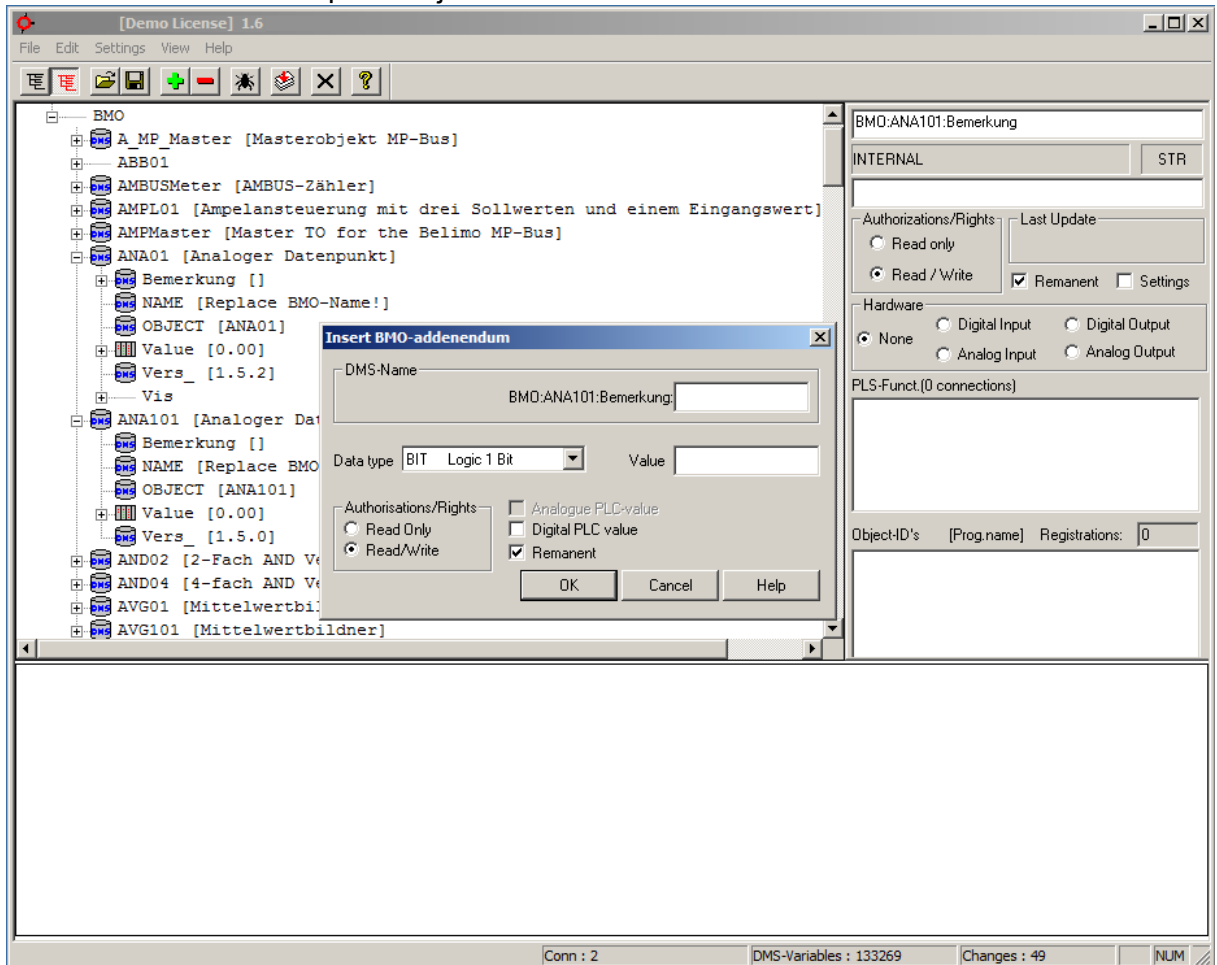 [Demo License] 1.6
File Edit Settings View Help
BMO
A_MP_Master [Masterobjekt MP-Bus]
ABB01
AMBUSMeter [AMBUS-Zähler]
AMPL01 [Ampelansteuerung mit drei Sollwerten und einem Eingangswert]
AMPMaster [Master TO for the Belimo MP-Bus]
ANA01 [Analoger Datenpunkt]
Bemerkung []
NAME [Replace BMO-Name!]
OBJECT [ANA01]
Value [0.00]
Vers_ [1.5.2]
Vis
ANA101 [Analoger Dat
Bemerkung []
NAME [Replace BMO
OBJECT [ANA101]
Value [0.00]
Vers_ [1.5.0]
AND02 [2-Fach AND Ve
AND04 [4-fach AND Ve
AVG01 [Mittelwertbil
AVG101 [Mittelwertbildner]
Insert BMO-addenendum
DMS-Name
BMO:ANA101:Bemerkung:
Data type BIT Logic 1 Bit Value
Authorisations/Rights
Read Only
Read/Write
Analogue PLC-value
Digital PLC value
Remanent
OK Cancel Help
BMO:ANA101:Bemerkung
INTERNAL STR
Authorizations/Rights Last Update
Read only
Read / Write Remanent Settings
Hardware
None Digital Input Digital Output
Analog Input Analog Output
PLS-Funct.(0 connections)
Object-ID's [Prog.name] Registrations: 0
Conn : 2 DMS-Variables : 133269 Changes : 49 NUM